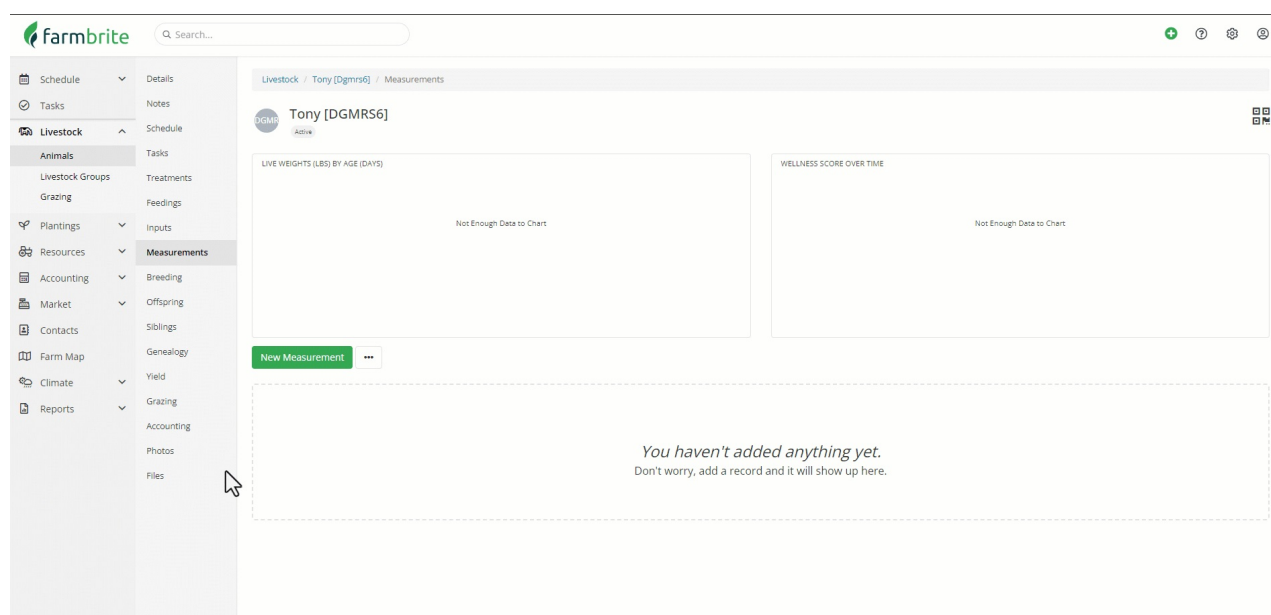 farmbrite
Search...
Schedule
Tasks
Livestock
Animals
Livestock Groups
Grazing
Plantings
Resources
Accounting
Market
Contacts
Farm Map
Climate
Reports
Details
Notes
Schedule
Tasks
Treatments
Feedings
Inputs
Measurements
Breeding
Offspring
Siblings
Genealogy
Yield
Grazing
Accounting
Photos
Files
Livestock / Tony [Dgmrs6] / Measurements
DGMR
Tony [DGMRS6]
Active
LIVE WEIGHTS (LBS) BY AGE (DAYS)
Not Enough Data to Chart
WELLNESS SCORE OVER TIME
Not Enough Data to Chart
New Measurement
You haven't added anything yet.
Don't worry, add a record and it will show up here.